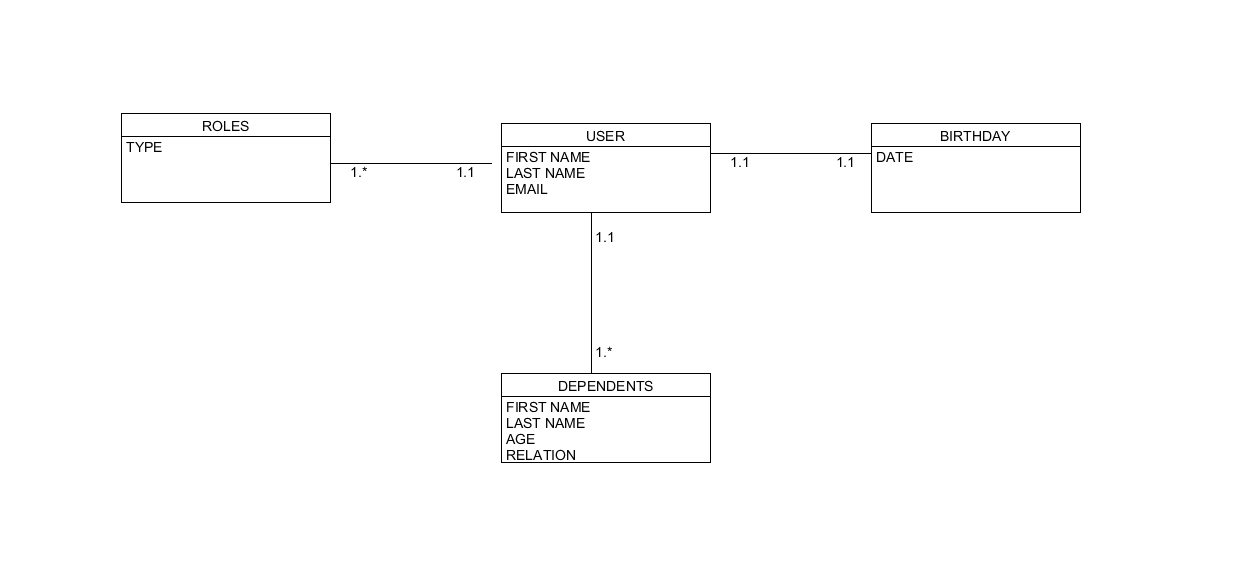 ROLES
TYPE
1.*
1.1
USER
FIRST NAME
LAST NAME
EMAIL
1.1
1.1
BIRTHDAY
DATE
1.1
1.*
DEPENDENTS
FIRST NAME
LAST NAME
AGE
RELATION